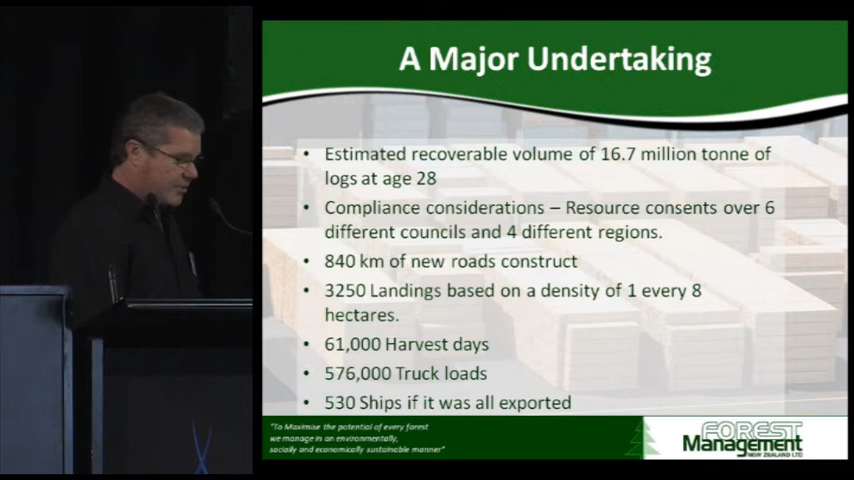 A Major Undertaking
• Estimated recoverable volume of 16.7 million tonne of
logs at age 28
• Compliance considerations – Resource consents over 6
different councils and 4 different regions.
• 840 km of new roads construct
• 3250 Landings based on a density of 1 every 8
hectares.
• 61,000 Harvest days
• 576,000 Truck loads
• 530 Ships if it was all exported
"To Maximise the potential of every forest
we manage in an environmentally,
socially and economically sustainable manner"
FOREST
Management
NEW ZEALAND LTD